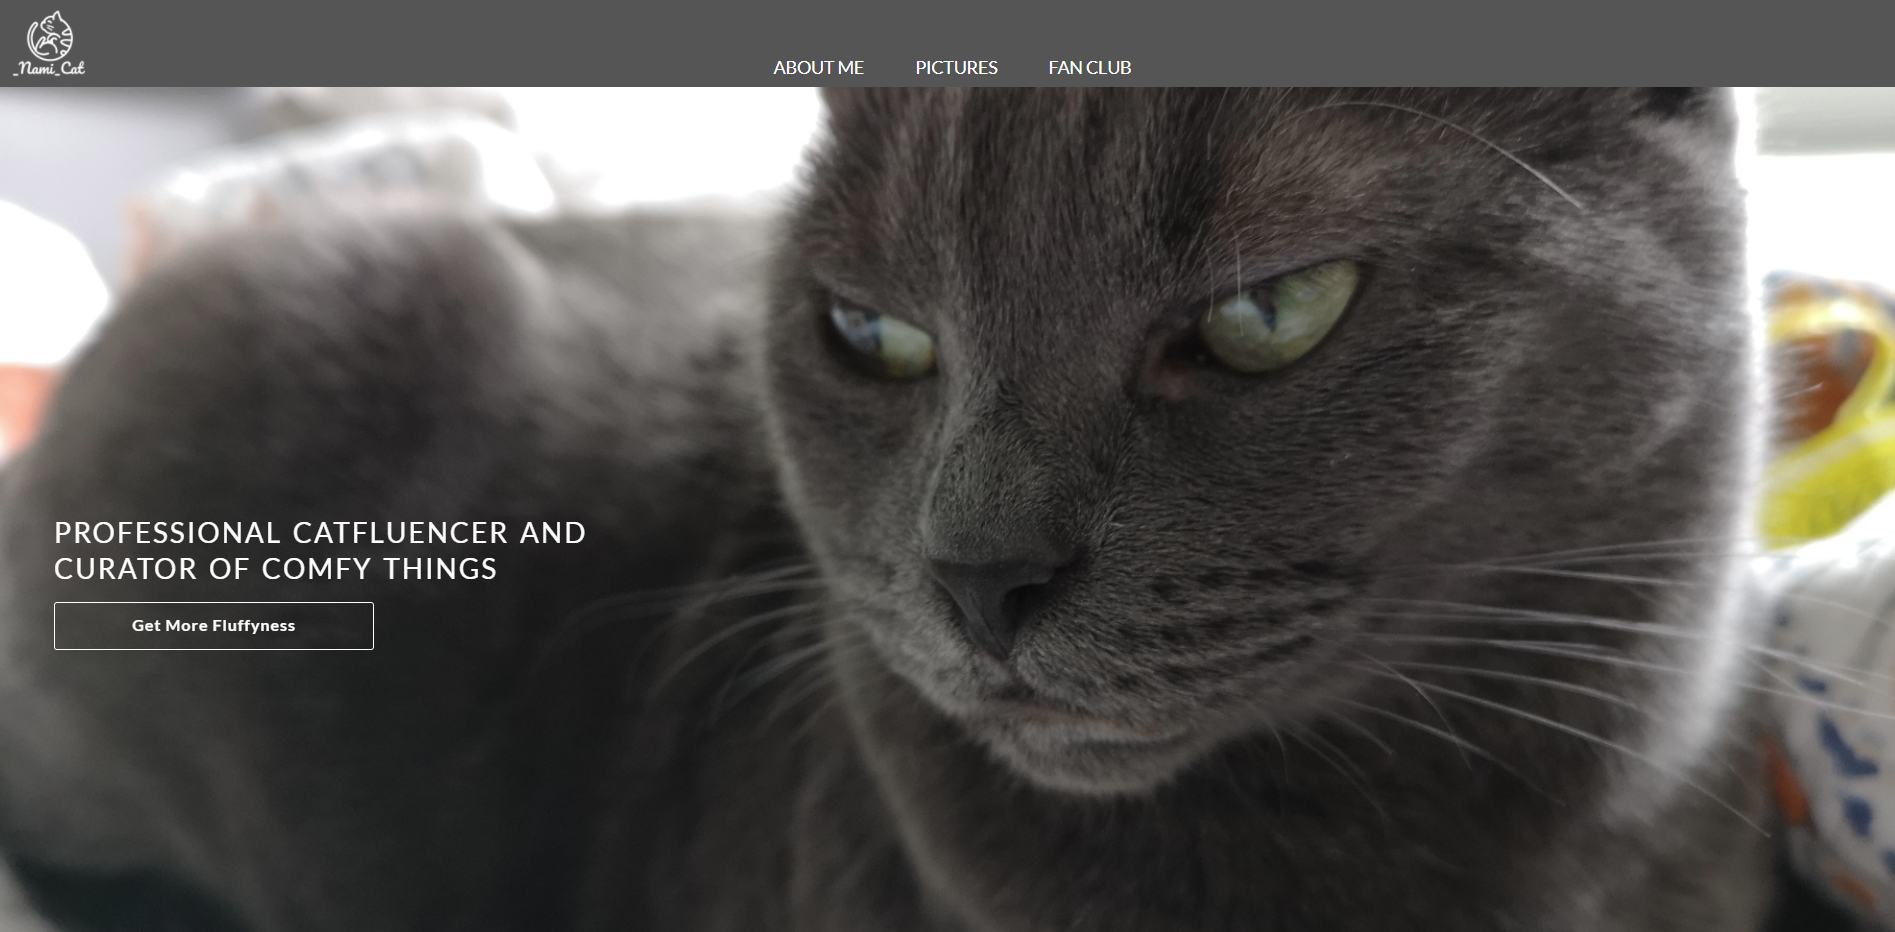 _Nami_Cat
ABOUT ME
PICTURES
FAN CLUB
PROFESSIONAL CATFLUENCER AND
CURATOR OF COMFY THINGS
Get More Fluffyness